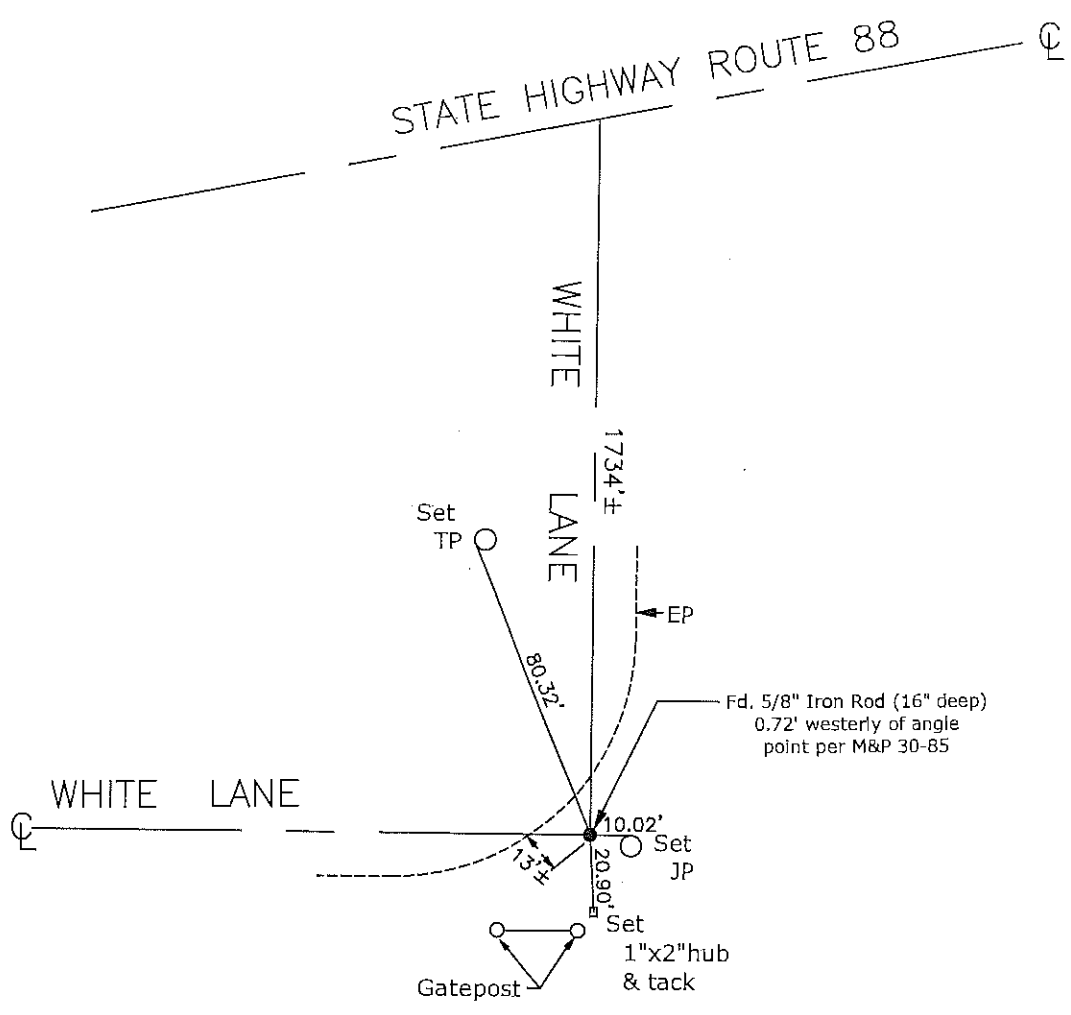 STATE HIGHWAY ROUTE 88
℄
WHITE LANE
1734'±
Set
TP
EP
80.32'
Fd. 5/8" Iron Rod (16" deep)
0.72' westerly of angle
point per M&P 30-85
WHITE LANE
℄
10.02'
Set
JP
13'±
20.90'
Set
1"x2"hub
& tack
Gatepost